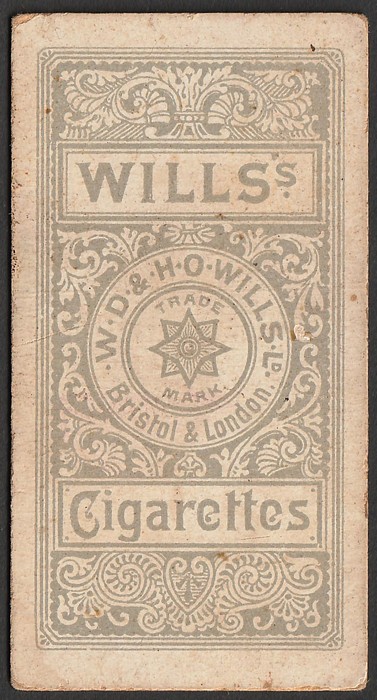 WILLS's.
W·D·&·H·O·WILLS·Lᴰ·
TRADE
MARK.
Bristol & London.
Cigarettes